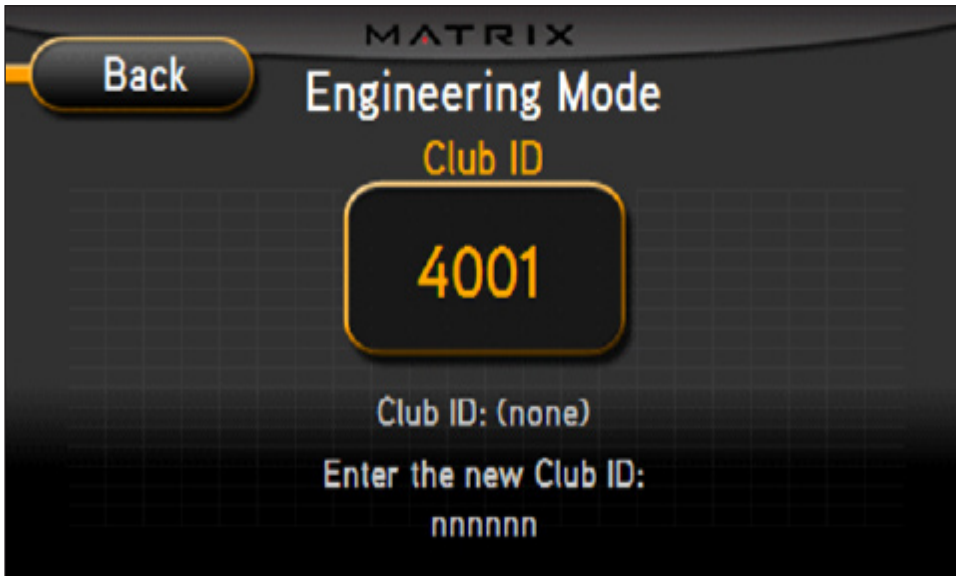 MATRIX
Back
Engineering Mode
Club ID
4001
Club ID: (none)
Enter the new Club ID:
nnnnnn